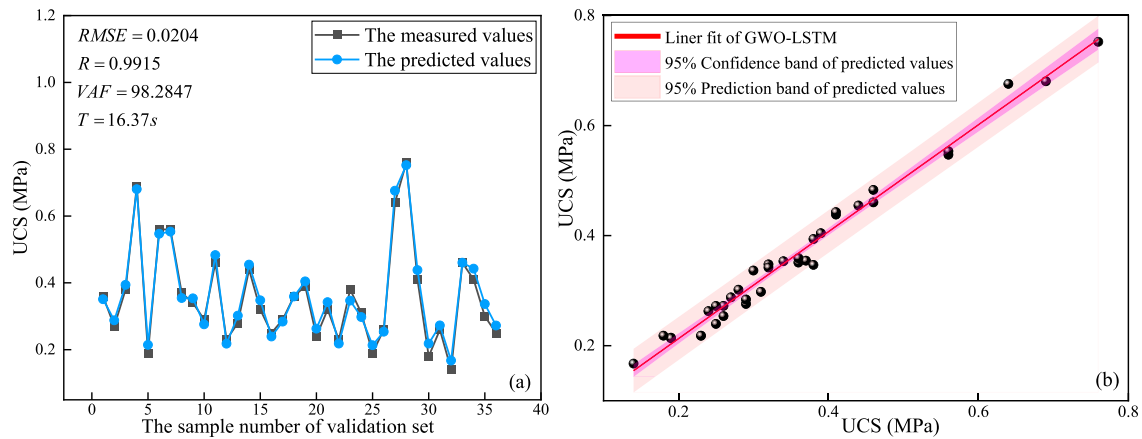 RMSE = 0.0204
R = 0.9915
VAF = 98.2847
T = 16.37s
The measured values
The predicted values
1.2
1.0
0.8
0.6
0.4
0.2
UCS (MPa)
0
5
10
15
20
25
30
35
40
The sample number of validation set
(a)
Liner fit of GWO-LSTM
95% Confidence band of predicted values
95% Prediction band of predicted values
0.8
0.6
0.4
0.2
UCS (MPa)
0.2
0.4
0.6
0.8
UCS (MPa)
(b)